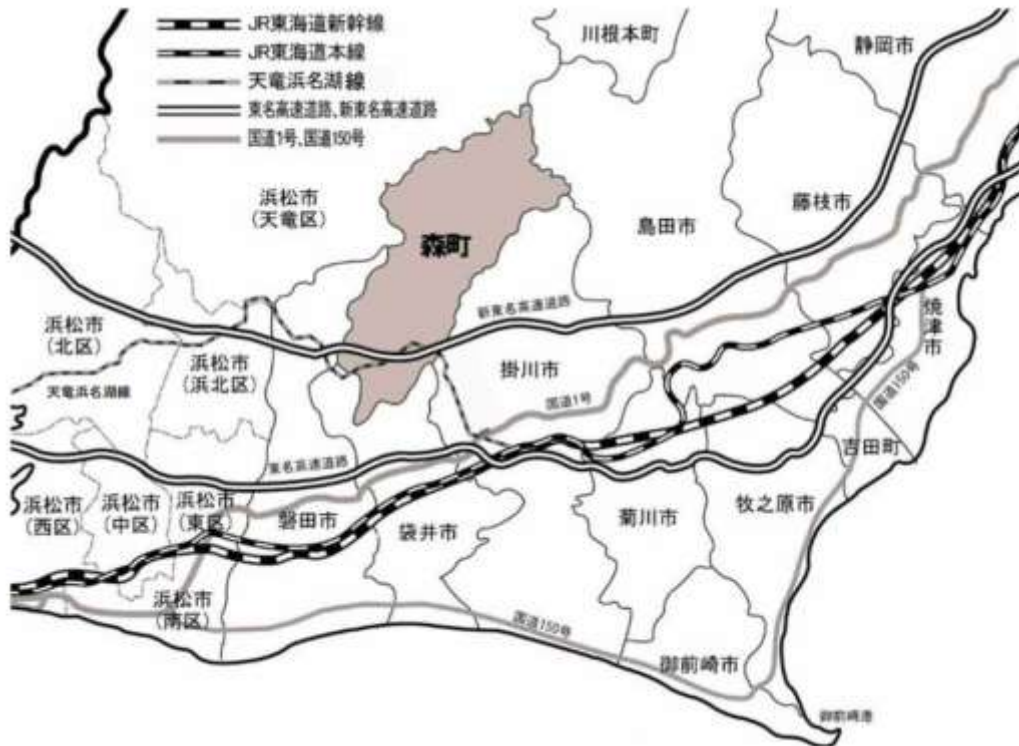 JR東海道新幹線
JR東海道本線
天竜浜名湖線
東名高速道路、新東名高速道路
国道1号、国道150号
川根本町
静岡市
浜松市
(天竜区)
森町
島田市
藤枝市
新東名高速道路
焼津市
浜松市
(北区)
浜松市
(浜北区)
掛川市
天竜浜名湖線
国道1号
国道150号
吉田町
東名高速道路
浜松市
(西区)
浜松市
(中区)
浜松市
(東区)
磐田市
袋井市
菊川市
牧之原市
浜松市
(南区)
国道150号
御前崎市
御前崎港